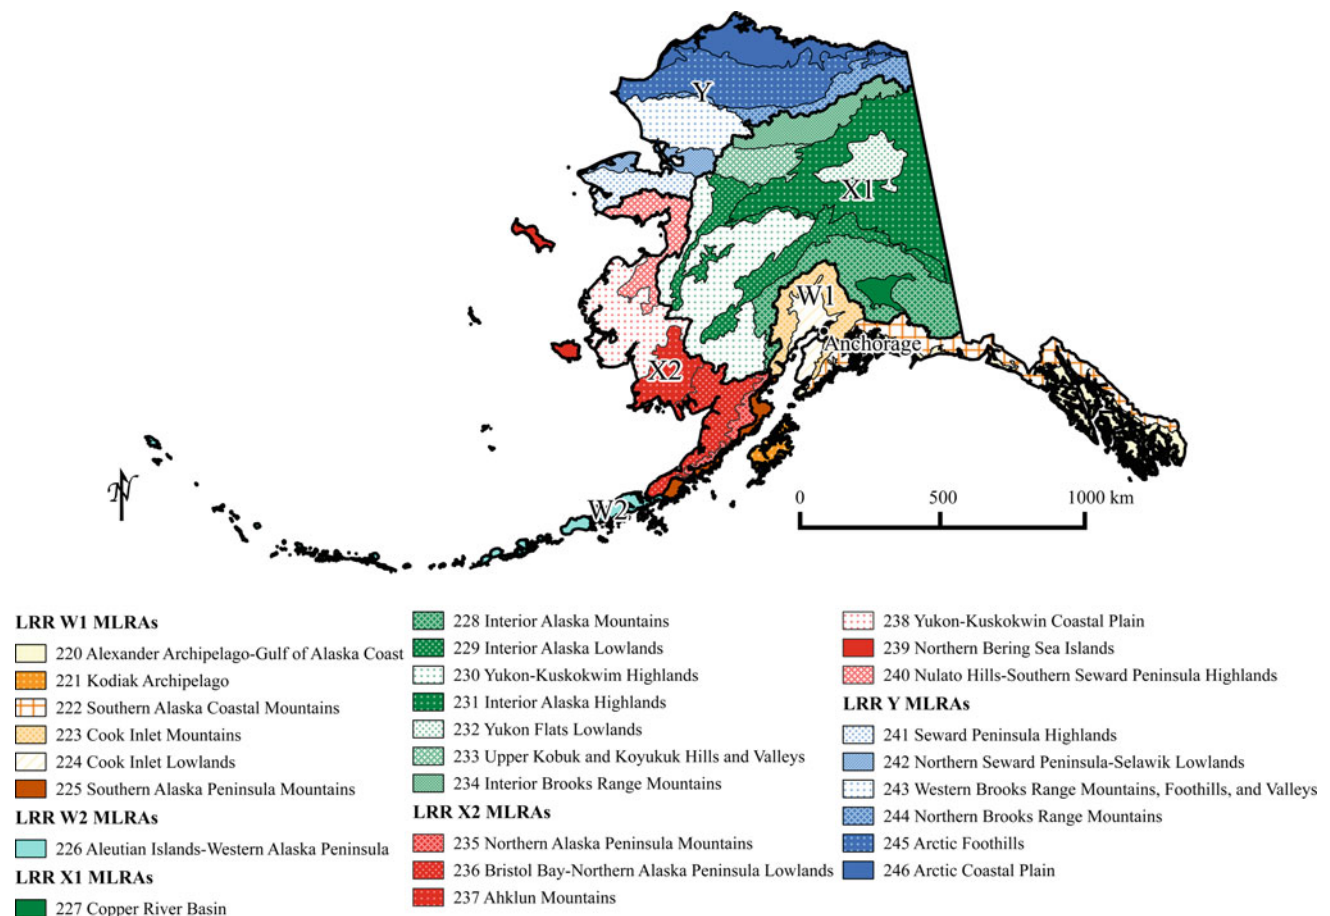 Y
X1
W1
Anchorage
X2
W2
N
0 500 1000 km
LRR W1 MLRAs
220 Alexander Archipelago-Gulf of Alaska Coast
221 Kodiak Archipelago
222 Southern Alaska Coastal Mountains
223 Cook Inlet Mountains
224 Cook Inlet Lowlands
225 Southern Alaska Peninsula Mountains
LRR W2 MLRAs
226 Aleutian Islands-Western Alaska Peninsula
LRR X1 MLRAs
227 Copper River Basin
228 Interior Alaska Mountains
229 Interior Alaska Lowlands
230 Yukon-Kuskokwim Highlands
231 Interior Alaska Highlands
232 Yukon Flats Lowlands
233 Upper Kobuk and Koyukuk Hills and Valleys
234 Interior Brooks Range Mountains
LRR X2 MLRAs
235 Northern Alaska Peninsula Mountains
236 Bristol Bay-Northern Alaska Peninsula Lowlands
237 Ahklun Mountains
238 Yukon-Kuskokwin Coastal Plain
239 Northern Bering Sea Islands
240 Nulato Hills-Southern Seward Peninsula Highlands
LRR Y MLRAs
241 Seward Peninsula Highlands
242 Northern Seward Peninsula-Selawik Lowlands
243 Western Brooks Range Mountains, Foothills, and Valleys
244 Northern Brooks Range Mountains
245 Arctic Foothills
246 Arctic Coastal Plain